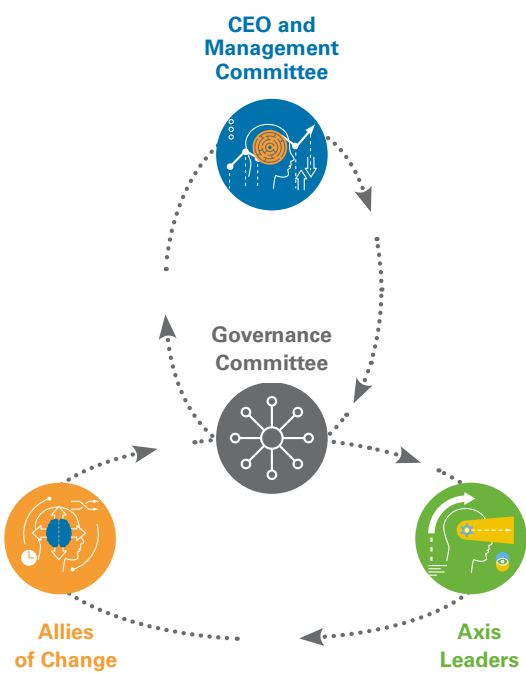 CEO and
Management
Committee
Governance
Committee
Allies
of Change
Axis
Leaders